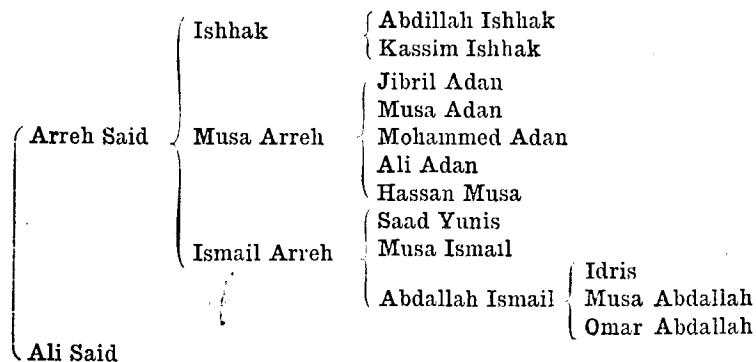 Abdillah Ishhak
Ishhak
Kassim Ishhak
Jibril Adan
Musa Adan
Arreh Said Musa Arreh Mohammed Adan
Ali Adan
Hassan Musa
Saad Yunis
Musa Ismail
Ismail Arreh
Idris
Abdallah Ismail Musa Abdallah
Omar Abdallah
Ali Said